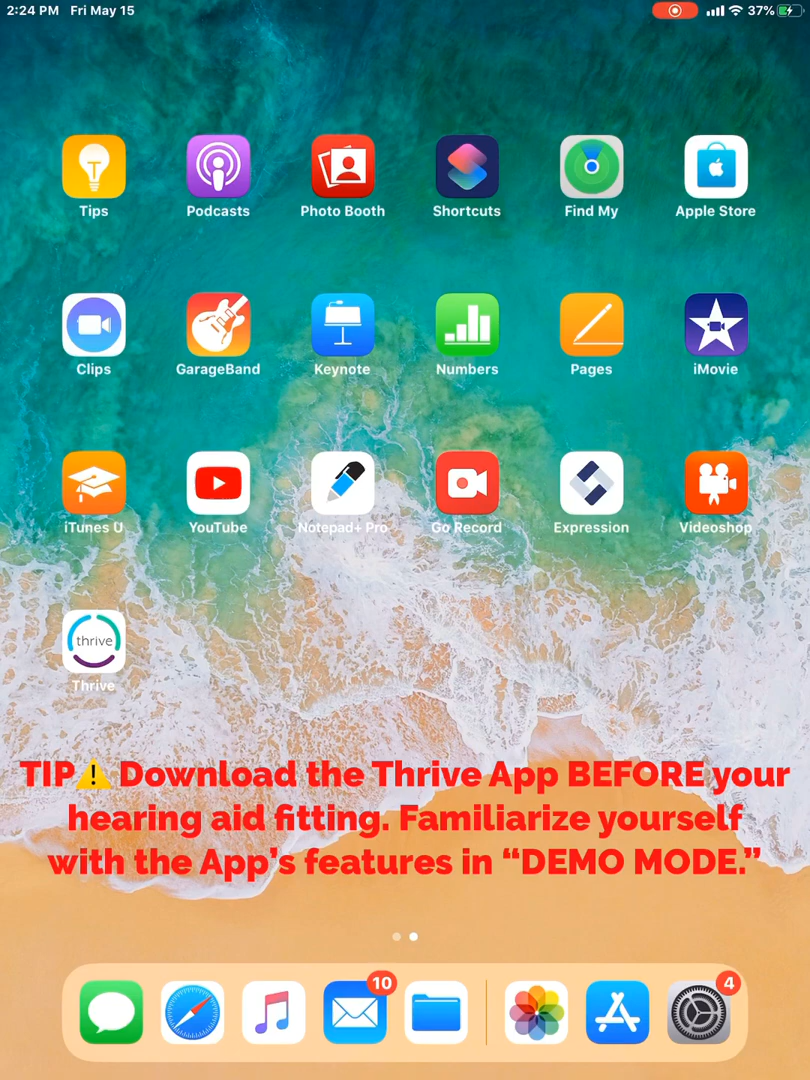 2:24 PM Fri May 15 37%
Tips Podcasts Photo Booth Shortcuts Find My Apple Store
Clips GarageBand Keynote Numbers Pages iMovie
iTunes U YouTube Notepad+ Pro Go Record Expression Videoshop
thrive
Thrive
TIP⚠️ Download the Thrive App BEFORE your
hearing aid fitting. Familiarize yourself
with the App's features in “DEMO MODE.”
10 4